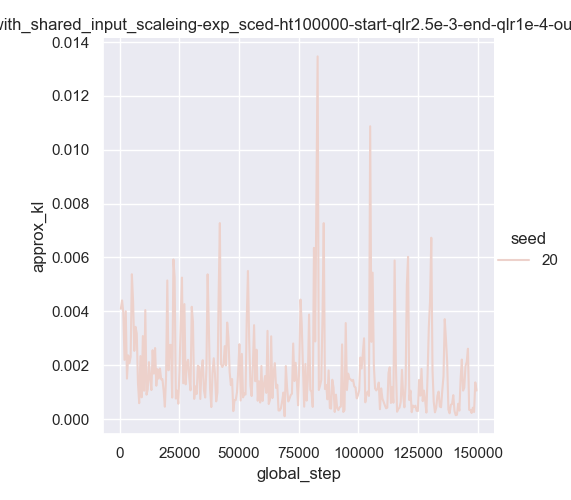 with_shared_input_scaleing-exp_sced-ht100000-start-qlr2.5e-3-end-qlr1e-4-ou
0.014
0.012
0.010
0.008
0.006
0.004
0.002
0.000
approx_kl
0 25000 50000 75000 100000 125000 150000
global_step
seed
20